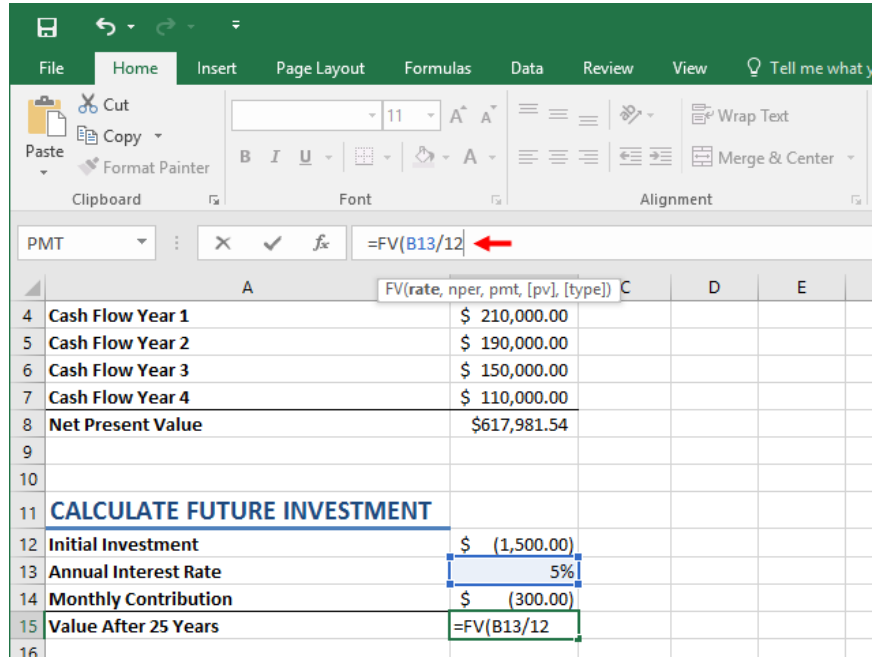 File Home Insert Page Layout Formulas Data Review View Tell me what
Cut
Copy
Paste
Format Painter
11 A A
B I U A
Wrap Text
Merge & Center
Clipboard Font Alignment
PMT fx =FV(B13/12
FV(rate, nper, pmt, [pv], [type])
A C D E
4 Cash Flow Year 1 $ 210,000.00
5 Cash Flow Year 2 $ 190,000.00
6 Cash Flow Year 3 $ 150,000.00
7 Cash Flow Year 4 $ 110,000.00
8 Net Present Value $617,981.54
9
10
11 CALCULATE FUTURE INVESTMENT
12 Initial Investment $ (1,500.00)
13 Annual Interest Rate 5%
14 Monthly Contribution $ (300.00)
15 Value After 25 Years =FV(B13/12
16